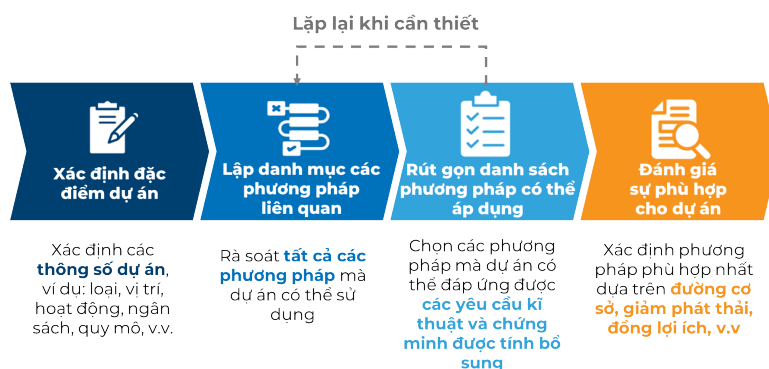 Lặp lại khi cần thiết
Xác định đặc
điểm dự án
Lập danh mục các
phương pháp
liên quan
Rút gọn danh sách
phương pháp có thể
áp dụng
Đánh giá
sự phù hợp
cho dự án
Xác định các
thông số dự án,
ví dụ: loại, vị trí,
hoạt động, ngân
sách, quy mô, v.v.
Rà soát tất cả các
phương pháp mà
dự án có thể sử
dụng
Chọn các phương
pháp mà dự án có
thể đáp ứng được
các yêu cầu kĩ
thuật và chứng
minh được tính bổ
sung
Xác định phương
pháp phù hợp nhất
dựa trên đường cơ
sở, giảm phát thải,
đồng lợi ích, v.v